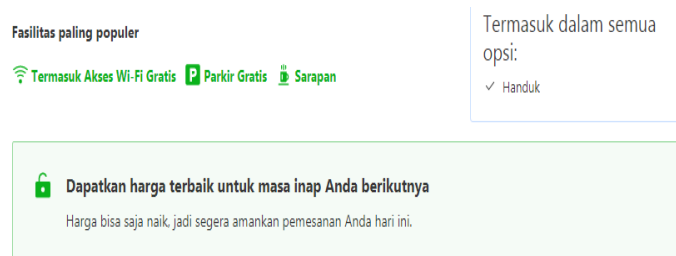 Fasilitas paling populer
Termasuk Akses Wi-Fi Gratis P Parkir Gratis Sarapan
Termasuk dalam semua
opsi:
Handuk
Dapatkan harga terbaik untuk masa inap Anda berikutnya
Harga bisa saja naik, jadi segera amankan pemesanan Anda hari ini.